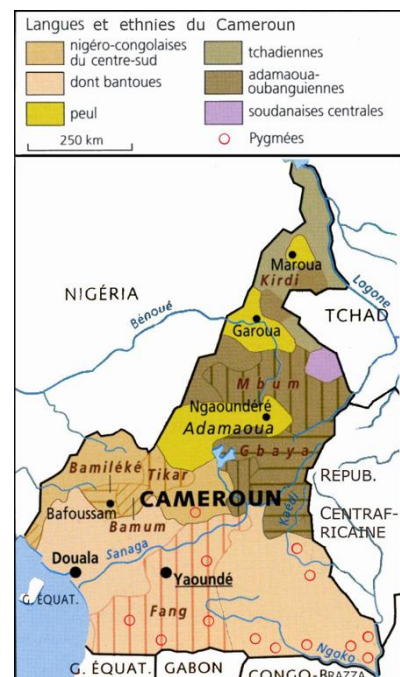 Langues et ethnies du Cameroun
nigéro-congolaises
du centre-sud
dont bantoues
peul
250 km
tchadiennes
adamaoua-
oubanguiennes
soudanaises centrales
Pygmées
Maroua
Kirdi
Logone
NIGÉRIA
TCHAD
Bénoué
Garoua
Mbum
Ngaoundéré
Adamaoua
Gbaya
Bamiléké
Tikar
RÉPUB.
CAMEROUN
Kaédi
CENTRAF-
RICAINE
Bafoussam
Bamum
Douala
Sanaga
Yaoundé
G. ÉQUAT.
Fang
Ngoko
G. ÉQUAT.
GABON
CONGO-BRAZZA